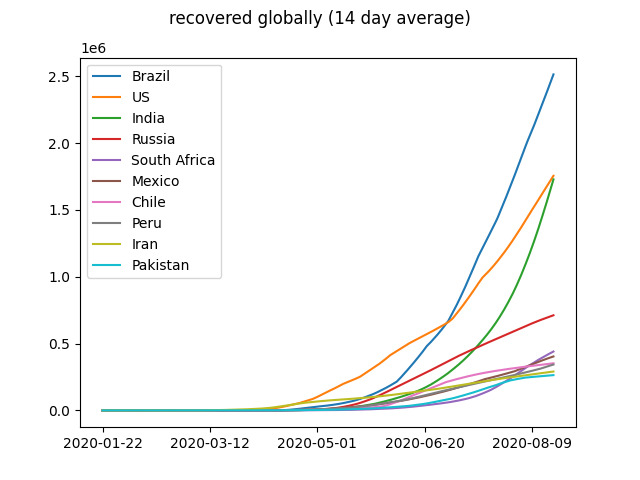 recovered globally (14 day average)
1e6
2.5
2.0
1.5
1.0
0.5
0.0
Brazil
US
India
Russia
South Africa
Mexico
Chile
Peru
Iran
Pakistan
2020-01-22 2020-03-12 2020-05-01 2020-06-20 2020-08-09